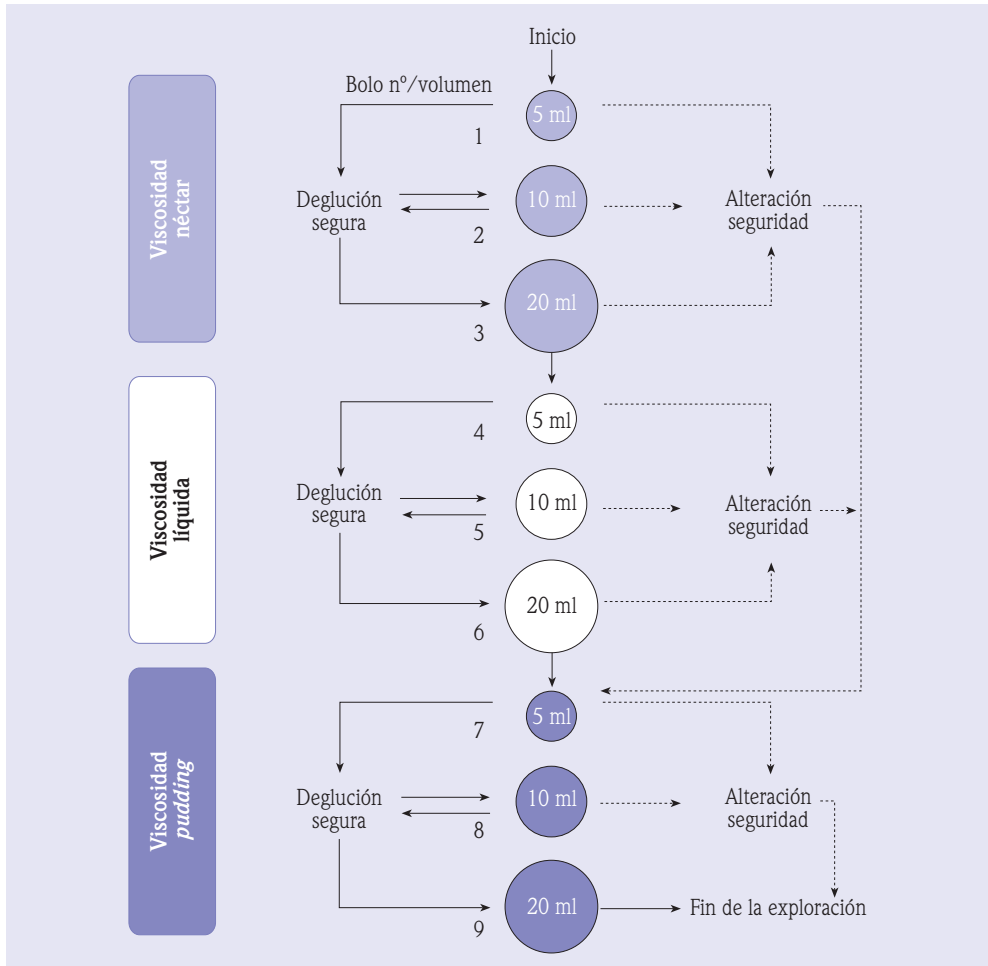 Inicio
Bolo nº/volumen
Viscosidad
néctar
5 ml
1
Deglución
segura
10 ml
2
Alteración
seguridad
20 ml
3
Viscosidad
líquida
5 ml
4
Deglución
segura
10 ml
5
Alteración
seguridad
20 ml
6
Viscosidad
pudding
5 ml
7
Deglución
segura
10 ml
8
Alteración
seguridad
20 ml
9
Fin de la exploración